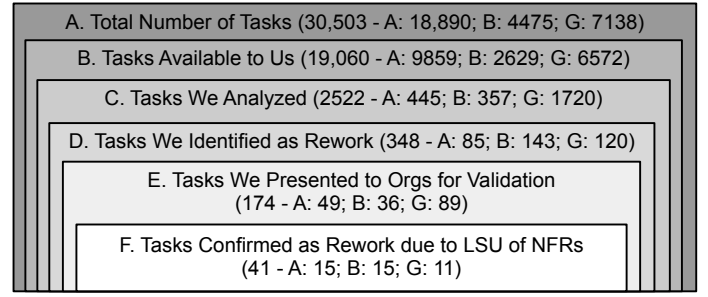 A. Total Number of Tasks (30,503 - A: 18,890; B: 4475; G: 7138)
B. Tasks Available to Us (19,060 - A: 9859; B: 2629; G: 6572)
C. Tasks We Analyzed (2522 - A: 445; B: 357; G: 1720)
D. Tasks We Identified as Rework (348 - A: 85; B: 143; G: 120)
E. Tasks We Presented to Orgs for Validation
(174 - A: 49; B: 36; G: 89)
F. Tasks Confirmed as Rework due to LSU of NFRs
(41 - A: 15; B: 15; G: 11)